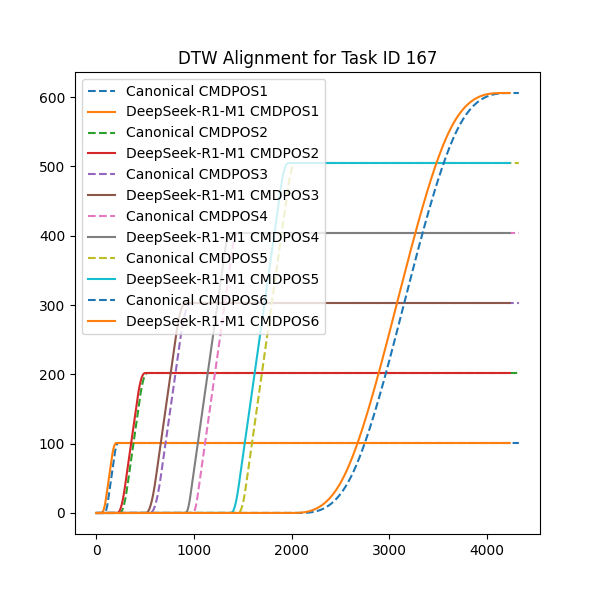 DTW Alignment for Task ID 167
600
500
400
300
200
100
0
Canonical CMDPOS1
DeepSeek-R1-M1 CMDPOS1
Canonical CMDPOS2
DeepSeek-R1-M1 CMDPOS2
Canonical CMDPOS3
DeepSeek-R1-M1 CMDPOS3
Canonical CMDPOS4
DeepSeek-R1-M1 CMDPOS4
Canonical CMDPOS5
DeepSeek-R1-M1 CMDPOS5
Canonical CMDPOS6
DeepSeek-R1-M1 CMDPOS6
0 1000 2000 3000 4000